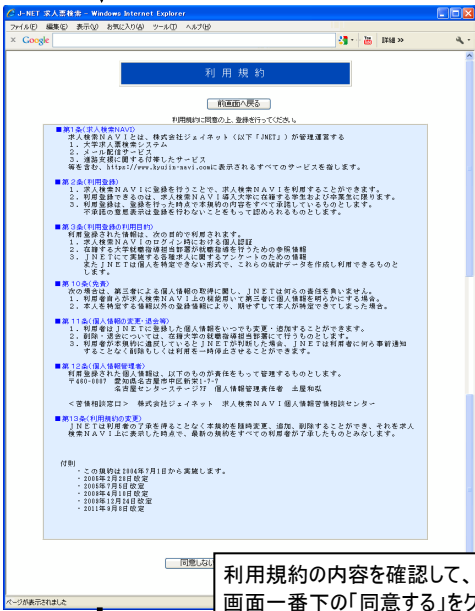 J-NET 求人票検索 - Windows Internet Explorer
ファイル(F) 編集(E) 表示(V) お気に入り(A) ツール(T) ヘルプ(H)
× Google 詳細 »
利用規約
前画面へ戻る
利用規約に同意の上、登録を行ってください。
■第1条(求人検索NAVI)
求人検索NAVIとは、株式会社ジェイネット(以下「JNET」)が管理運営する
1．大学求人票検索システム
2．メール配信サービス
3．進路支援に関する付帯したサービス
等を含む、https://www.kyujin-navi.comに表示されるすべてのサービスを指します。
■第2条(利用登録)
1．求人検索NAVIに登録を行うことで、求人検索NAVIを利用することができます。
2．利用登録できるのは、求人検索NAVI導入大学に在籍する学生および卒業生に限ります。
3．利用登録は、登録を行った時点で本規約の内容をすべて承諾しているものとします。
不承諾の意思表示は登録を行わないことをもって認められるものとします。
■第3条(利用登録の利用目的)
利用登録された情報は、次の目的で利用されます。
1．求人検索NAVIのログイン時における個人認証
2．在籍する大学就職指導担当部署が就職指導を行うための参照情報
3．JNETにて実施する各種求人に関するアンケートのための情報
またJNETは個人を特定できない形式で、これらの統計データを作成し利用できるものと
します。
■第10条(免責)
次の場合は、第三者による個人情報の取得に関し、JNETは何らの責任を負いません。
1．利用者自らが求人検索NAVI上の機能用いて第三者に個人情報を明らかにする場合。
2．本人を特定する情報以外の登録情報により、期せずして本人が特定できてしまった場合。
■第11条(個人情報の変更・退会等)
1．利用者はJNETに登録した個人情報をいつでも変更・追加することができます。
2．削除・退会については、在籍大学の就職指導担当部署にて行うものとします。
3．利用者が本規約に違反しているとJNETが判断した場合、JNETは利用者に何ら事前通知
することなく削除もしくは利用を一時停止させることができます。
■第12条(個人情報管理者)
利用登録された個人情報は、以下のものが責任をもって管理するものとします。
〒460-0007 愛知県名古屋市中区新栄1-7-7
名古屋センターステージ7F 個人情報管理責任者 土屋和弘
<苦情相談窓口> 株式会社ジェイネット 求人検索NAVI個人情報苦情相談センター
■第13条(利用規約の変更)
JNETは利用者の了承を得ることなく本規約を随時変更、追加、削除することができ、それを求人
検索NAVI上に表示した時点で、最新の規約をすべての利用者が了承したものとみなします。
付則
・この規約は2004年7月1日から実施します。
・2005年2月28日改定
・2005年7月5日改定
・2008年4月10日改定
・2008年12月24日改定
・2011年9月8日改定
同意しない
利用規約の内容を確認して、
画面一番下の「同意する」をク
ページが表示されました